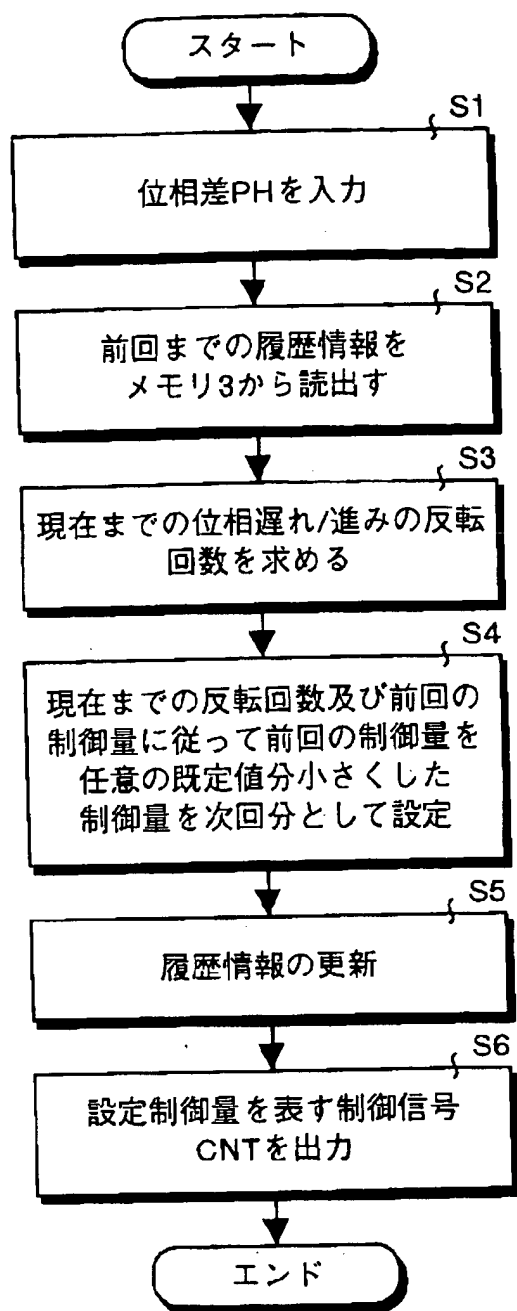 スタート
S1
位相差PHを入力
S2
前回までの履歴情報を
メモリ3から読出す
S3
現在までの位相遅れ/進みの反転
回数を求める
S4
現在までの反転回数及び前回の
制御量に従って前回の制御量を
任意の既定値分小さくした
制御量を次回分として設定
S5
履歴情報の更新
S6
設定制御量を表す制御信号
CNTを出力
エンド